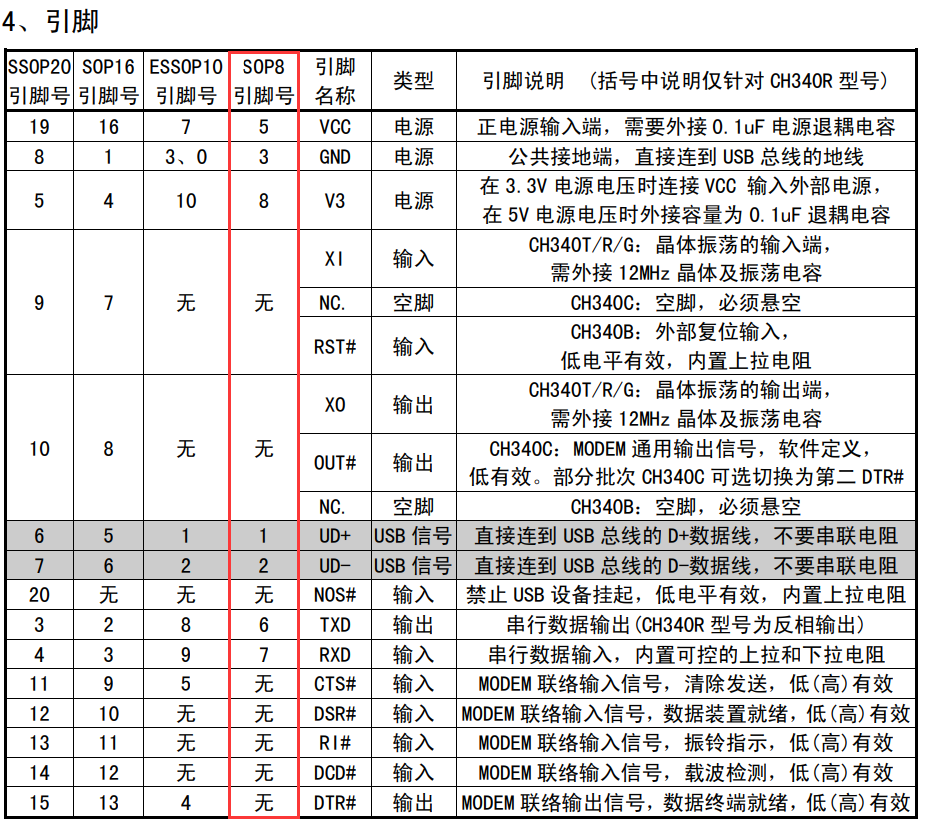 4、引脚
SSOP20 引脚号 SOP16 引脚号 ESSOP10 引脚号 SOP8 引脚号 引脚名称 类型 引脚说明 (括号中说明仅针对 CH340R 型号)
19 16 7 5 VCC 电源 正电源输入端，需要外接 0.1uF 电源退耦电容
8 1 3、0 3 GND 电源 公共接地端，直接连到 USB 总线的地线
5 4 10 8 V3 电源 在 3.3V 电源电压时连接 VCC 输入外部电源，
在 5V 电源电压时外接容量为 0.1uF 退耦电容
9 7 无 无 XI 输入 CH340T/R/G：晶体振荡的输入端，
需外接 12MHz 晶体及振荡电容
NC. 空脚 CH340C：空脚，必须悬空
RST# 输入 CH340B：外部复位输入，
低电平有效，内置上拉电阻
10 8 无 无 XO 输出 CH340T/R/G：晶体振荡的输出端，
需外接 12MHz 晶体及振荡电容
OUT# 输出 CH340C：MODEM 通用输出信号，软件定义，
低有效。部分批次 CH340C 可选切换为第二 DTR#
NC. 空脚 CH340B：空脚，必须悬空
6 5 1 1 UD+ USB 信号 直接连到 USB 总线的 D+数据线，不要串联电阻
7 6 2 2 UD- USB 信号 直接连到 USB 总线的 D-数据线，不要串联电阻
20 无 无 无 NOS# 输入 禁止 USB 设备挂起，低电平有效，内置上拉电阻
3 2 8 6 TXD 输出 串行数据输出(CH340R 型号为反相输出)
4 3 9 7 RXD 输入 串行数据输入，内置可控的上拉和下拉电阻
11 9 5 无 CTS# 输入 MODEM 联络输入信号，清除发送，低(高)有效
12 10 无 无 DSR# 输入 MODEM 联络输入信号，数据装置就绪，低(高)有效
13 11 无 无 RI# 输入 MODEM 联络输入信号，振铃指示，低(高)有效
14 12 无 无 DCD# 输入 MODEM 联络输入信号，载波检测，低(高)有效
15 13 4 无 DTR# 输出 MODEM 联络输出信号，数据终端就绪，低(高)有效